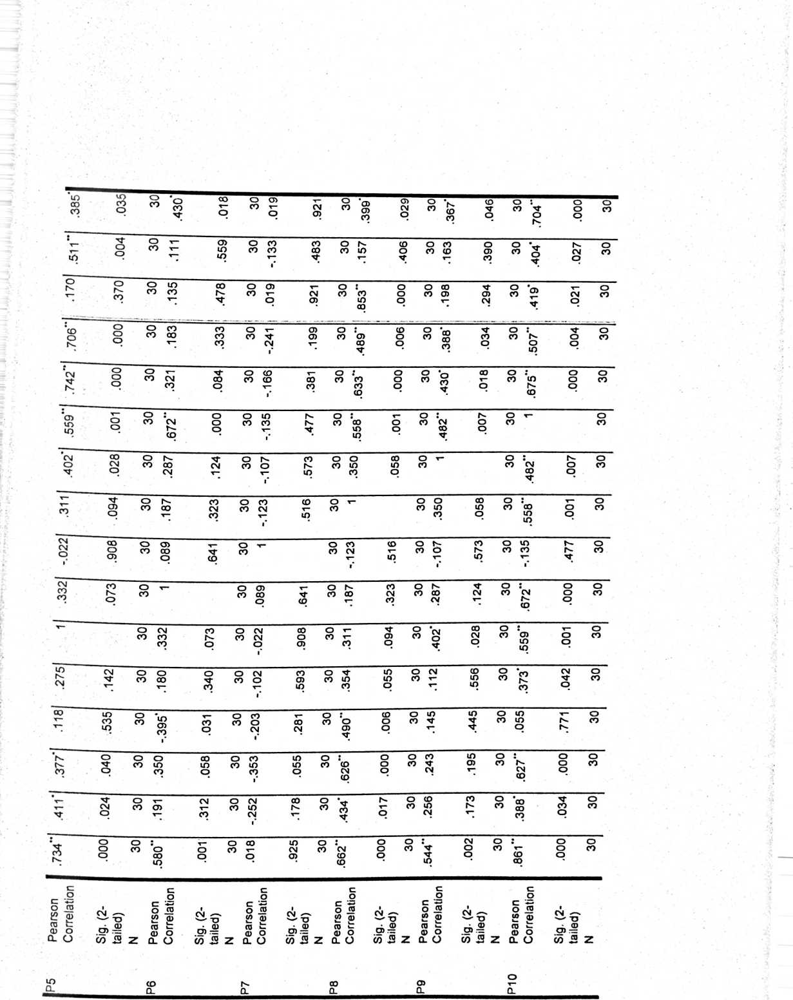 P5 Pearson
Correlation .734** .411* .377* .118 .275 1 .332 -.022 .311 .402* .559** .742** .706** .170 .511** .385*
Sig. (2-
tailed) .000 .024 .040 .535 .142 .073 .908 .094 .028 .001 .000 .000 .370 .004 .035
N 30 30 30 30 30 30 30 30 30 30 30 30 30 30 30 30
P6 Pearson
Correlation .580** .191 .350 -.395* .180 .332 1 .089 .187 .287 .672** .321 .183 .135 .111 .430*
Sig. (2-
tailed) .001 .312 .058 .031 .340 .073 .641 .323 .124 .000 .084 .333 .478 .559 .018
N 30 30 30 30 30 30 30 30 30 30 30 30 30 30 30 30
P7 Pearson
Correlation .018 -.252 -.353 -.203 -.102 -.022 .089 1 -.123 -.107 -.135 -.166 -.241 .019 -.133 .019
Sig. (2-
tailed) .925 .178 .055 .281 .593 .908 .641 .516 .573 .477 .381 .199 .921 .483 .921
N 30 30 30 30 30 30 30 30 30 30 30 30 30 30 30 30
P8 Pearson
Correlation .662** .434* .626** .490** .354 .311 .187 -.123 1 .350 .558** .633** .489** .853** .157 .399*
Sig. (2-
tailed) .000 .017 .000 .006 .055 .094 .323 .516 .058 .001 .000 .006 .000 .406 .029
N 30 30 30 30 30 30 30 30 30 30 30 30 30 30 30 30
P9 Pearson
Correlation .544** .256 .243 .145 .112 .402* .287 -.107 .350 1 .482** .430* .388* .198 .163 .367*
Sig. (2-
tailed) .002 .173 .195 .445 .556 .028 .124 .573 .058 .007 .018 .034 .294 .390 .046
N 30 30 30 30 30 30 30 30 30 30 30 30 30 30 30 30
P10 Pearson
Correlation .861** .388* .627** .055 .373* .559** .672** -.135 .558** .482** 1 .675** .507** .419* .404* .704**
Sig. (2-
tailed) .000 .034 .000 .771 .042 .001 .000 .477 .001 .007 .000 .004 .021 .027 .000
N 30 30 30 30 30 30 30 30 30 30 30 30 30 30 30 30